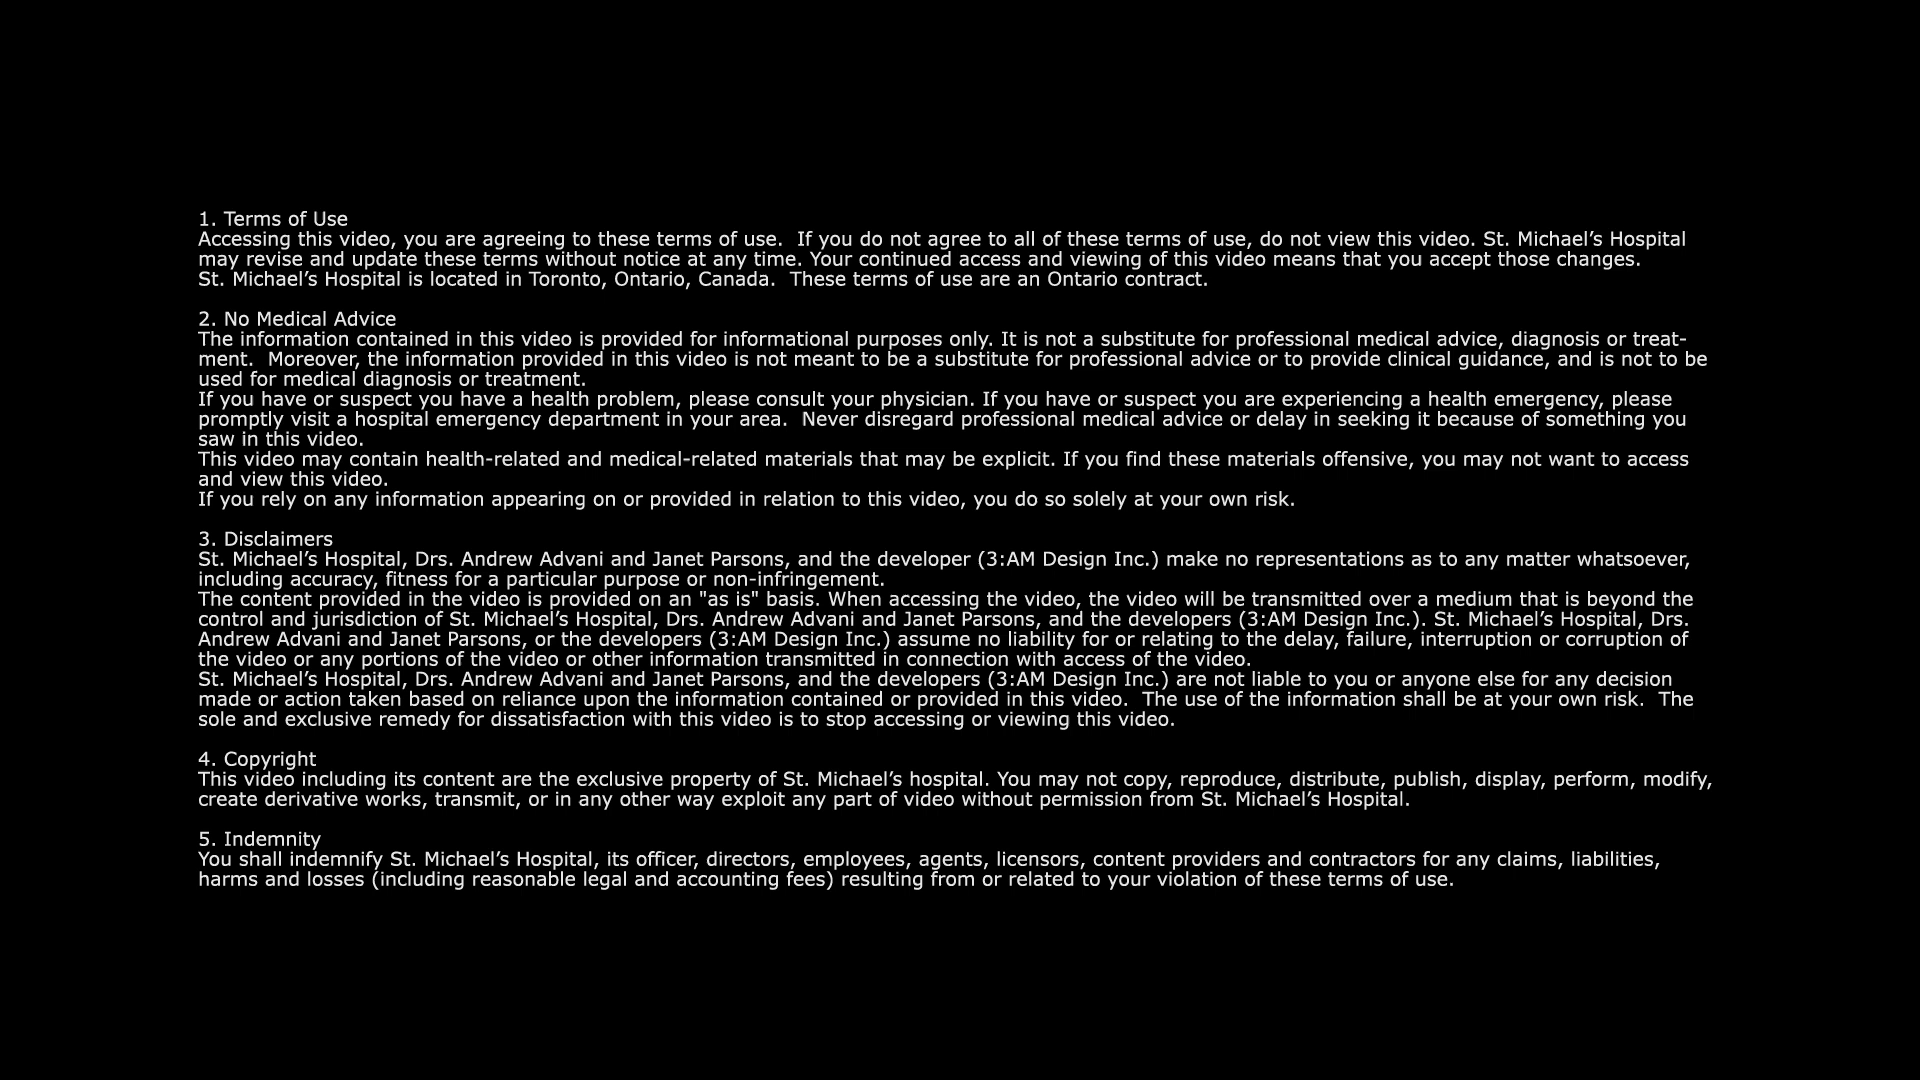 1. Terms of Use
Accessing this video, you are agreeing to these terms of use.  If you do not agree to all of these terms of use, do not view this video. St. Michael’s Hospital
may revise and update these terms without notice at any time. Your continued access and viewing of this video means that you accept those changes.
St. Michael’s Hospital is located in Toronto, Ontario, Canada.  These terms of use are an Ontario contract.
2. No Medical Advice
The information contained in this video is provided for informational purposes only. It is not a substitute for professional medical advice, diagnosis or treat-
ment.  Moreover, the information provided in this video is not meant to be a substitute for professional advice or to provide clinical guidance, and is not to be
used for medical diagnosis or treatment.
If you have or suspect you have a health problem, please consult your physician. If you have or suspect you are experiencing a health emergency, please
promptly visit a hospital emergency department in your area.  Never disregard professional medical advice or delay in seeking it because of something you
saw in this video.
This video may contain health-related and medical-related materials that may be explicit. If you find these materials offensive, you may not want to access
and view this video.
If you rely on any information appearing on or provided in relation to this video, you do so solely at your own risk.
3. Disclaimers
St. Michael’s Hospital, Drs. Andrew Advani and Janet Parsons, and the developer (3:AM Design Inc.) make no representations as to any matter whatsoever,
including accuracy, fitness for a particular purpose or non-infringement.
The content provided in the video is provided on an "as is" basis. When accessing the video, the video will be transmitted over a medium that is beyond the
control and jurisdiction of St. Michael’s Hospital, Drs. Andrew Advani and Janet Parsons, and the developers (3:AM Design Inc.). St. Michael’s Hospital, Drs.
Andrew Advani and Janet Parsons, or the developers (3:AM Design Inc.) assume no liability for or relating to the delay, failure, interruption or corruption of
the video or any portions of the video or other information transmitted in connection with access of the video.
St. Michael’s Hospital, Drs. Andrew Advani and Janet Parsons, and the developers (3:AM Design Inc.) are not liable to you or anyone else for any decision
made or action taken based on reliance upon the information contained or provided in this video.  The use of the information shall be at your own risk.  The
sole and exclusive remedy for dissatisfaction with this video is to stop accessing or viewing this video.
4. Copyright
This video including its content are the exclusive property of St. Michael’s hospital. You may not copy, reproduce, distribute, publish, display, perform, modify,
create derivative works, transmit, or in any other way exploit any part of video without permission from St. Michael’s Hospital.
5. Indemnity
You shall indemnify St. Michael’s Hospital, its officer, directors, employees, agents, licensors, content providers and contractors for any claims, liabilities,
harms and losses (including reasonable legal and accounting fees) resulting from or related to your violation of these terms of use.